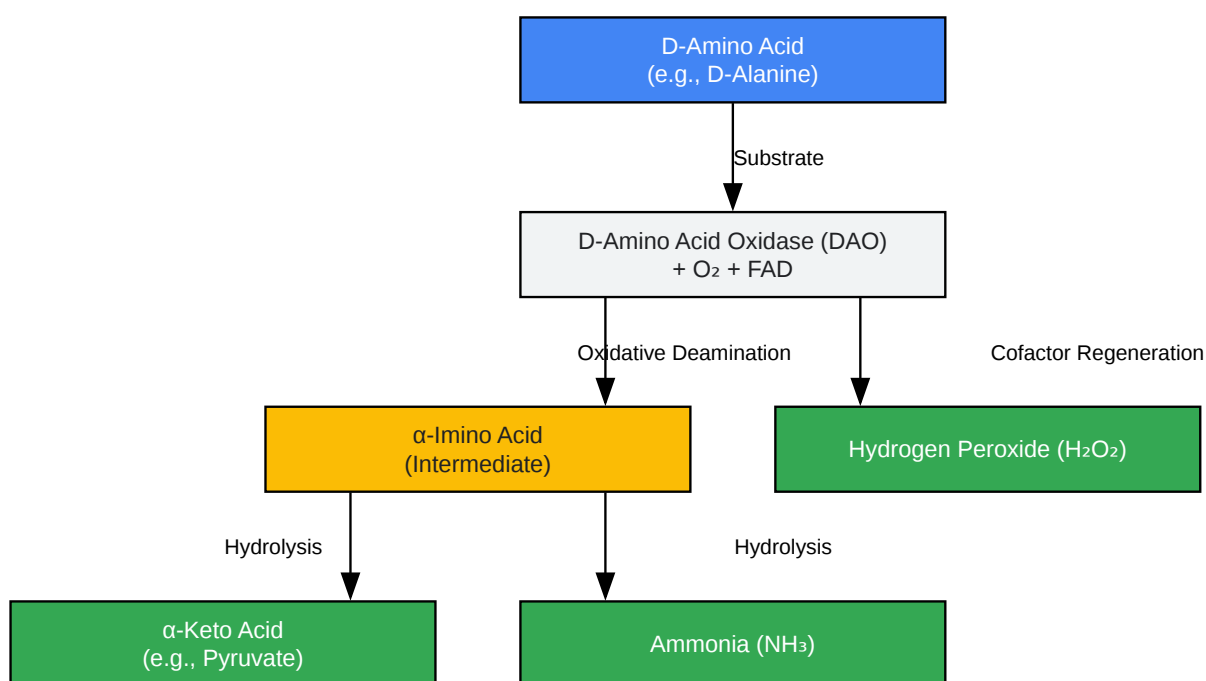 D-Amino Acid
(e.g., D-Alanine)
Substrate
D-Amino Acid Oxidase (DAO)
+ O₂ + FAD
Oxidative Deamination
Cofactor Regeneration
α-Imino Acid
(Intermediate)
Hydrogen Peroxide (H₂O₂)
Hydrolysis
Hydrolysis
α-Keto Acid
(e.g., Pyruvate)
Ammonia (NH₃)